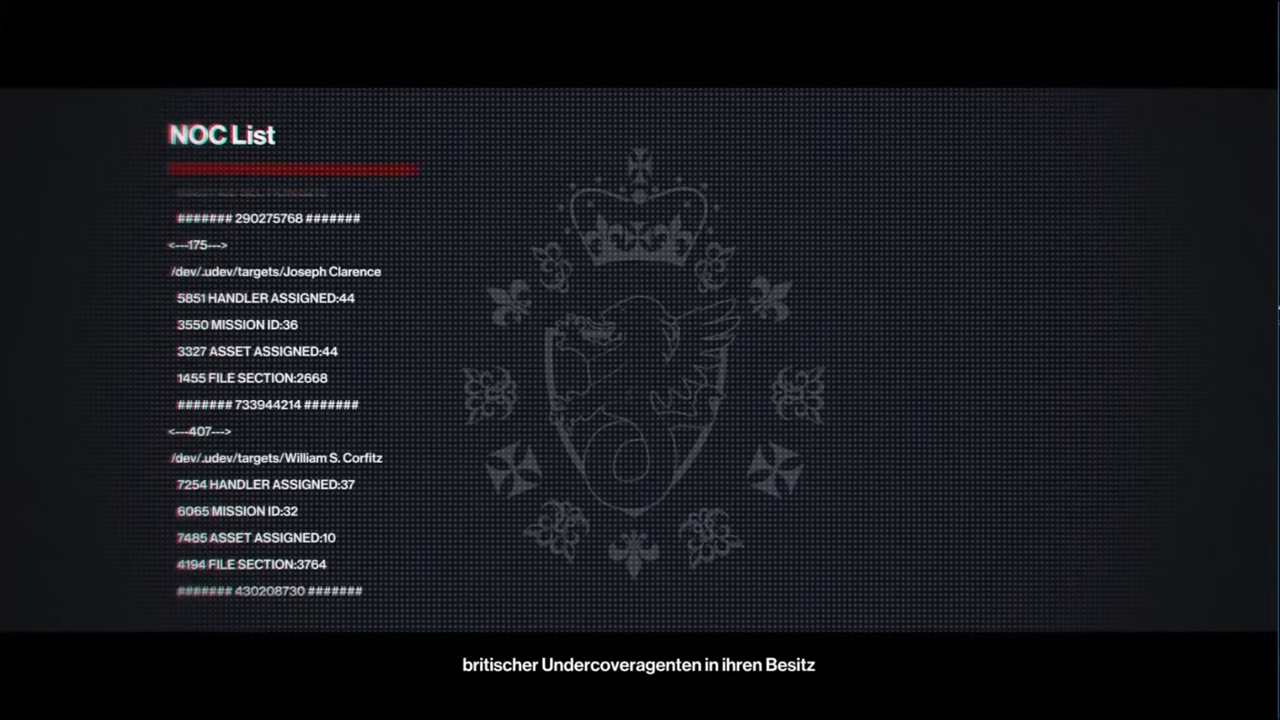 NOC List
####### 290275768 #######
<---175--->
/dev/.udev/targets/Joseph Clarence
5851 HANDLER ASSIGNED:44
3550 MISSION ID:36
3327 ASSET ASSIGNED:44
1455 FILE SECTION:2668
####### 733944214 #######
<---407--->
/dev/.udev/targets/William S. Corfitz
7254 HANDLER ASSIGNED:37
6065 MISSION ID:32
7485 ASSET ASSIGNED:10
4194 FILE SECTION:3764
####### 430208730 #######
britischer Undercoveragenten in ihren Besitz